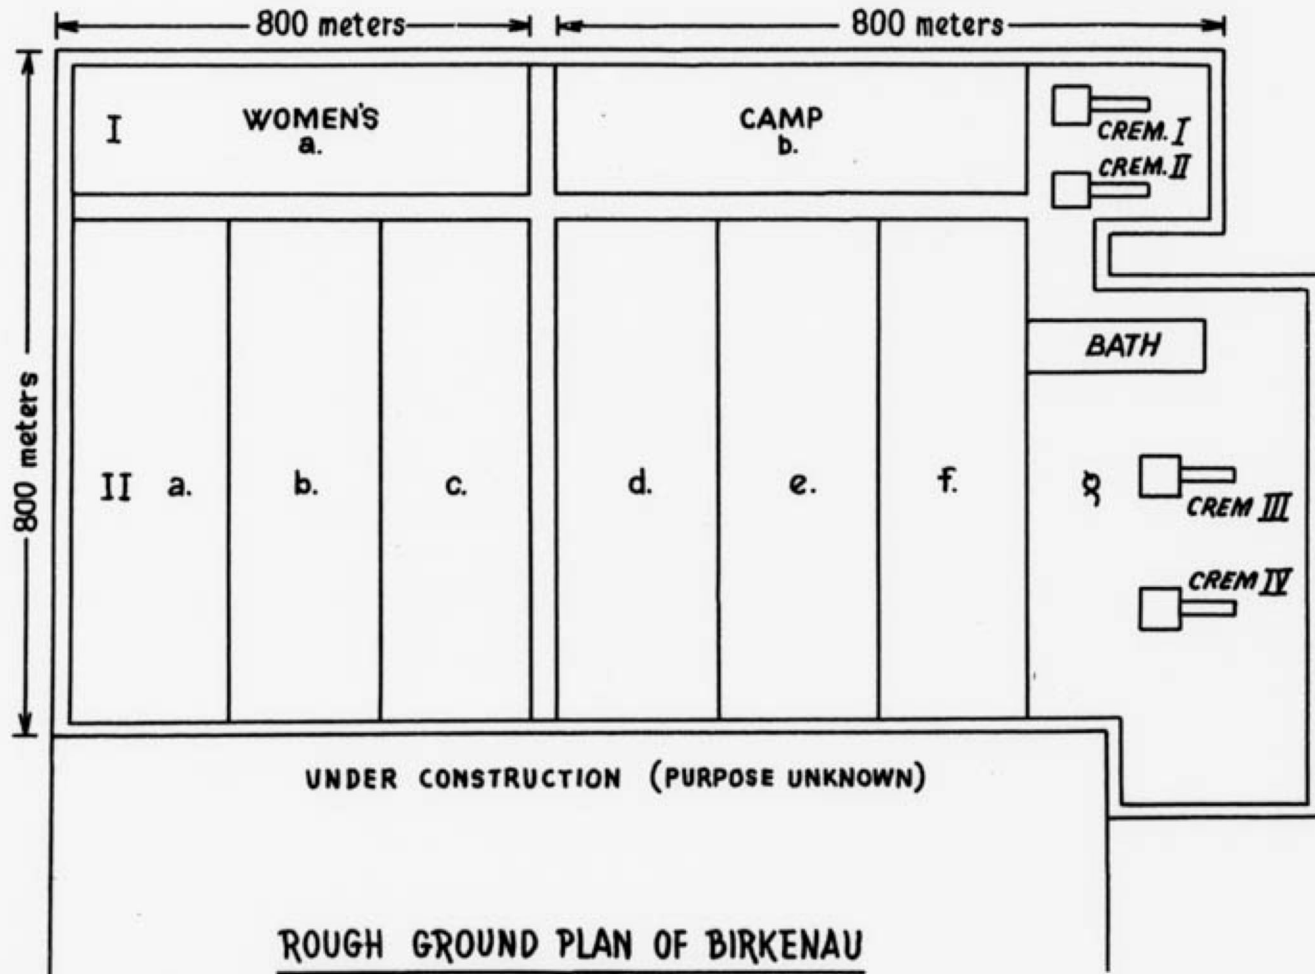 800 meters
800 meters
I
WOMEN'S
a.
CAMP
b.
CREM. I
CREM. II
800 meters
BATH
II a.
b.
c.
d.
e.
f.
g
CREM III
CREM IV
UNDER CONSTRUCTION (PURPOSE UNKNOWN)
ROUGH GROUND PLAN OF BIRKENAU